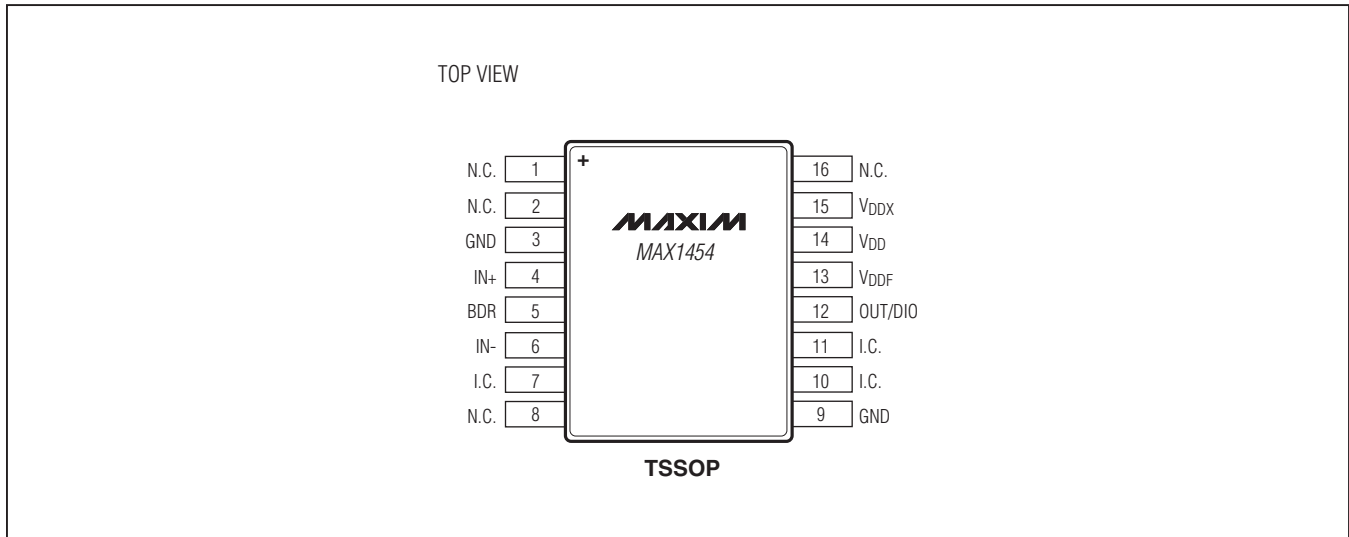 TOP VIEW
N.C. 1
N.C. 2
GND 3
IN+ 4
BDR 5
IN- 6
I.C. 7
N.C. 8
+
MAXIM
MAX1454
16 N.C.
15 VDDX
14 VDD
13 VDDF
12 OUT/DIO
11 I.C.
10 I.C.
9 GND
TSSOP